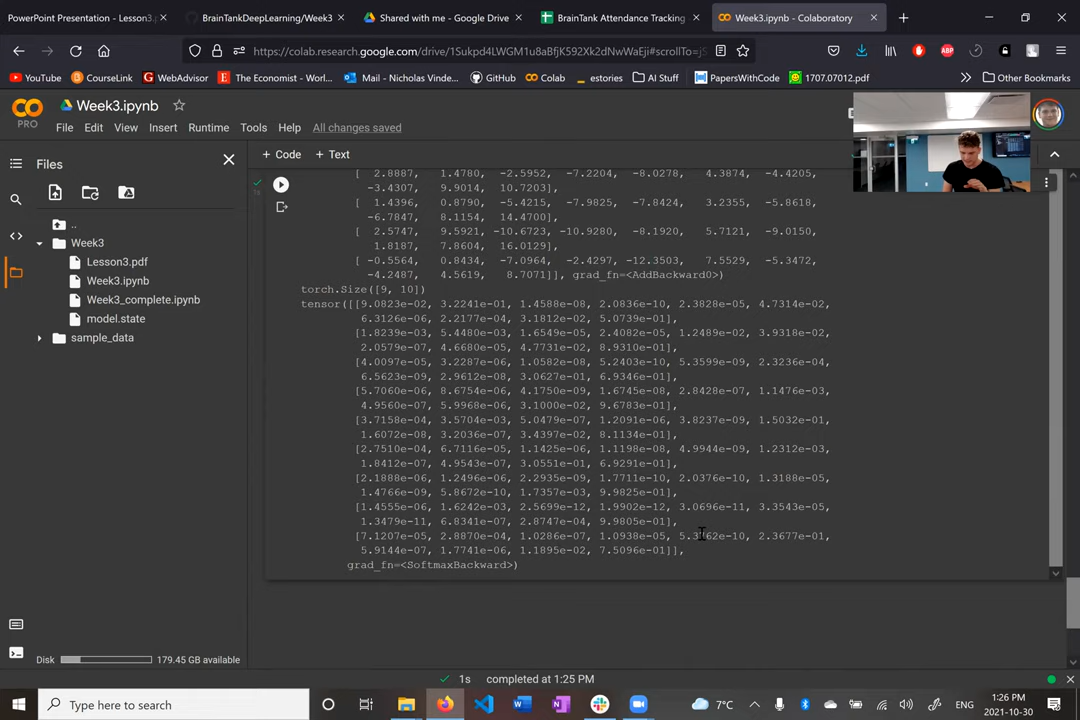 PowerPoint Presentation - Lesson3.
BrainTankDeepLearning/Week3
Shared with me - Google Drive
BrainTank Attendance Tracking
Week3.ipynb - Colaboratory
YouTube
CourseLink
WebAdvisor
The Economist - Worl...
Mail - Nicholas Vinde...
GitHub
Colab
estories
AI Stuff
PapersWithCode
1707.07012.pdf
Other Bookmarks
CO
PRO
Week3.ipynb
File Edit View Insert Runtime Tools Help All changes saved
Files
+ Code + Text
..
Week3
Lesson3.pdf
Week3.ipynb
Week3_complete.ipynb
model.state
sample_data
1s
[ 2.8887, 1.4780, -2.5952, -7.2204, -8.0278, 4.3874, -4.4205,
-3.4307, 9.9014, 10.7203],
[ 1.4396, 0.8790, -5.4215, -7.9825, -7.8424, 3.2355, -5.8618,
-6.7847, 8.1154, 14.4700],
[ 2.5747, 9.5921, -10.6723, -10.9280, -8.1920, 5.7121, -9.0150,
1.8187, 7.8604, 16.0129],
[ -0.5564, 0.8434, -7.0964, -2.4297, -12.3503, 7.5529, -5.3472,
-4.2487, 4.5619, 8.7071]], grad_fn=<AddBackward0>)
torch.Size([9, 10])
tensor([[9.0823e-02, 3.2241e-01, 1.4588e-08, 2.0836e-10, 2.3828e-05, 4.7314e-02,
6.3126e-06, 2.2177e-04, 3.1812e-02, 5.0739e-01],
[1.8239e-03, 5.4480e-03, 1.6549e-05, 2.4082e-05, 1.2489e-02, 3.9318e-02,
2.0579e-07, 4.6680e-05, 4.7731e-02, 8.9310e-01],
[4.0097e-05, 3.2287e-06, 1.0582e-08, 5.2403e-10, 5.3599e-09, 2.3236e-04,
6.5623e-09, 2.9612e-08, 3.0627e-01, 6.9346e-01],
[5.7060e-06, 8.6754e-06, 4.1750e-09, 1.6745e-08, 2.8428e-07, 1.1476e-03,
4.9560e-07, 5.9968e-06, 3.1000e-02, 9.6783e-01],
[3.7158e-04, 3.5704e-03, 5.0479e-07, 1.2091e-06, 3.8237e-09, 1.5032e-01,
1.6072e-08, 3.2036e-07, 3.4397e-02, 8.1134e-01],
[2.7510e-04, 6.7116e-05, 1.1425e-06, 1.1198e-08, 4.9944e-09, 1.2312e-03,
1.8412e-07, 4.9543e-07, 3.0551e-01, 6.9291e-01],
[2.1888e-06, 1.2496e-06, 2.2935e-09, 1.7711e-10, 2.0376e-10, 1.3188e-05,
1.4766e-09, 5.8672e-10, 1.7357e-03, 9.9825e-01],
[1.4555e-06, 1.6242e-03, 2.5699e-12, 1.9902e-12, 3.0696e-11, 3.3543e-05,
1.3479e-11, 6.8341e-07, 2.8747e-04, 9.9805e-01],
[7.1207e-05, 2.8870e-04, 1.0286e-07, 1.0938e-05, 2.3677e-01,
5.9144e-07, 1.7741e-06, 1.1895e-02, 7.5096e-01]],
grad_fn=<SoftmaxBackward>)
Disk 179.45 GB available
1s completed at 1:25 PM
Type here to search
7°C
ENG
1:26 PM
2021-10-30